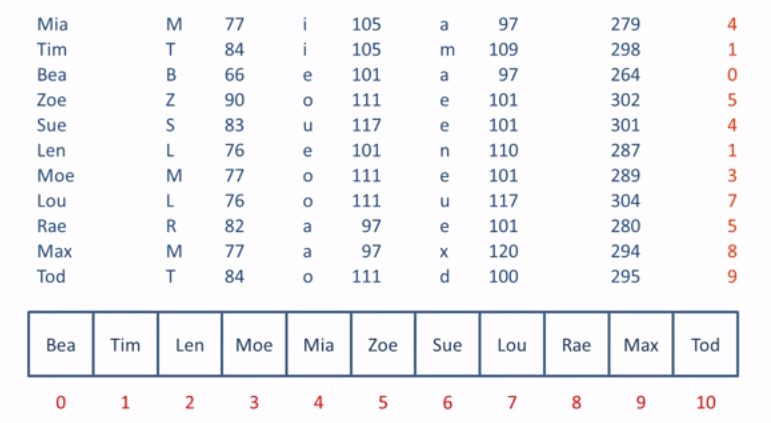 Mia M 77 i 105 a 97 279 4
Tim T 84 i 105 m 109 298 1
Bea B 66 e 101 a 97 264 0
Zoe Z 90 o 111 e 101 302 5
Sue S 83 u 117 e 101 301 4
Len L 76 e 101 n 110 287 1
Moe M 77 o 111 e 101 289 3
Lou L 76 o 111 u 117 304 7
Rae R 82 a 97 e 101 280 5
Max M 77 a 97 x 120 294 8
Tod T 84 o 111 d 100 295 9
Bea Tim Len Moe Mia Zoe Sue Lou Rae Max Tod
0 1 2 3 4 5 6 7 8 9 10